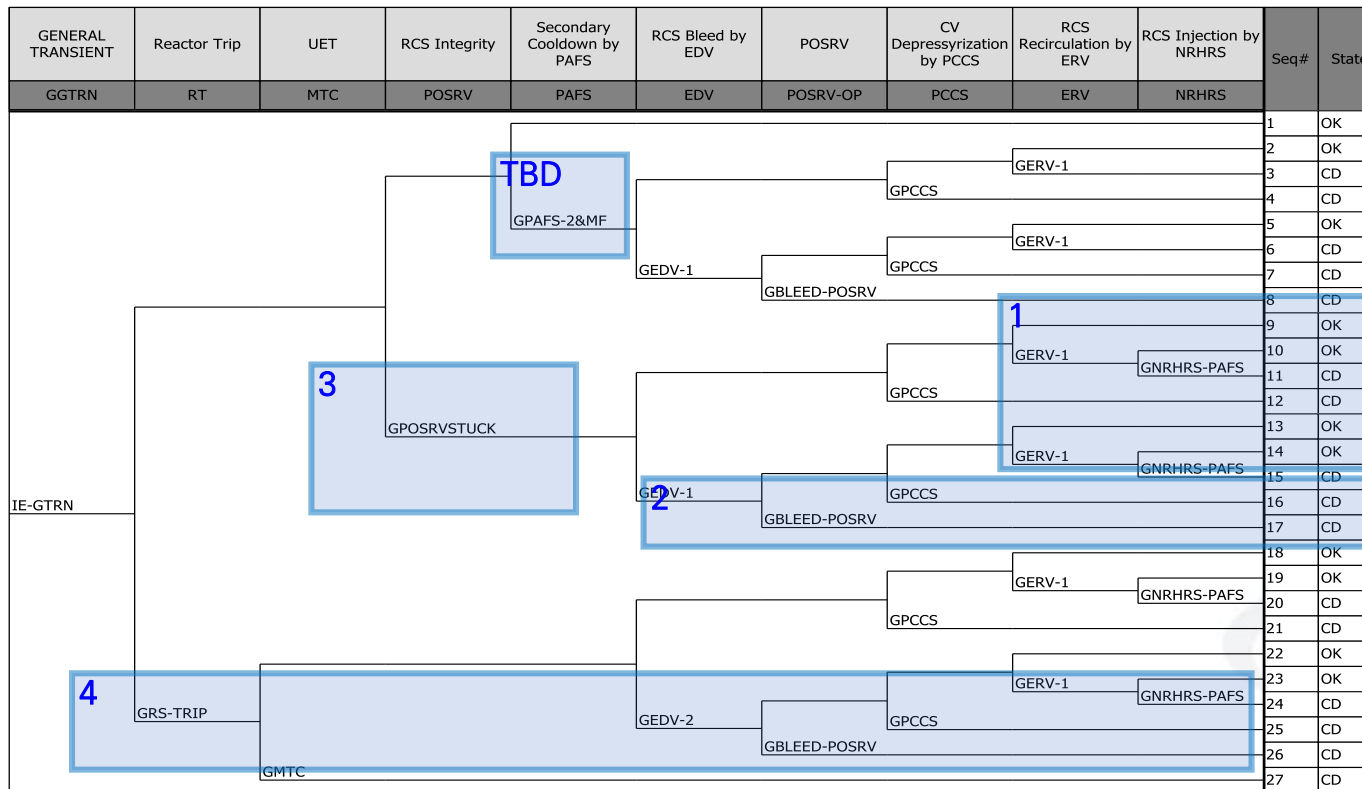 GENERAL TRANSIENT
Reactor Trip
UET
RCS Integrity
Secondary Cooldown by PAFS
RCS Bleed by EDV
POSRV
CV Depressyrization by PCCS
RCS Recirculation by ERV
RCS Injection by NRHRS
Seq#
State
GGTRN
RT
MTC
POSRV
PAFS
EDV
POSRV-OP
PCCS
ERV
NRHRS
1 OK
2 OK
TBD
GERV-1
3 CD
GPCCS
4 CD
GPAFS-2&MF
5 OK
GERV-1
6 CD
GPCCS
7 CD
GEDV-1
GBLEED-POSRV
8 CD
1
9 OK
10 OK
GERV-1
GNRHRS-PAFS
11 CD
3
GPCCS
12 CD
GPOSRVSTUCK
13 OK
14 OK
GERV-1
GNRHRS-PAFS
15 CD
GEDV-1
2
GPCCS
16 CD
IE-GTRN
GBLEED-POSRV
17 CD
18 OK
19 OK
GERV-1
GNRHRS-PAFS
20 CD
GPCCS
21 CD
22 OK
4
23 OK
GERV-1
GNRHRS-PAFS
24 CD
GRS-TRIP
GEDV-2
GPCCS
25 CD
GBLEED-POSRV
26 CD
GMTC
27 CD